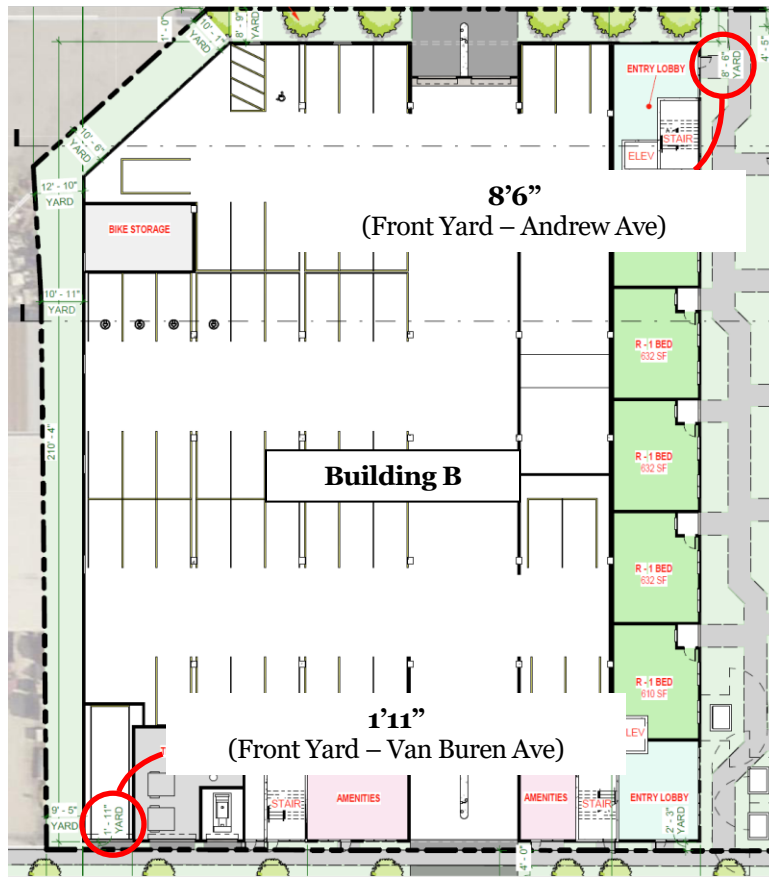 1' - 0"
10' - 1"
YARD
8' - 9"
YARD
8' - 6"
YARD
4' - 5"
ENTRY LOBBY
STAIR
ELEV
10' - 6"
YARD
12' - 10"
YARD
BIKE STORAGE
8’6”
(Front Yard – Andrew Ave)
10' - 11"
YARD
R - 1 BED
632 SF
210' - 4"
R - 1 BED
632 SF
Building B
R - 1 BED
632 SF
R - 1 BED
610 SF
1’11”
(Front Yard – Van Buren Ave)
ELEV
9' - 5"
YARD
1' - 11"
YARD
STAIR
AMENITIES
AMENITIES
STAIR
ENTRY LOBBY
2' - 3"
YARD
4' - 0"